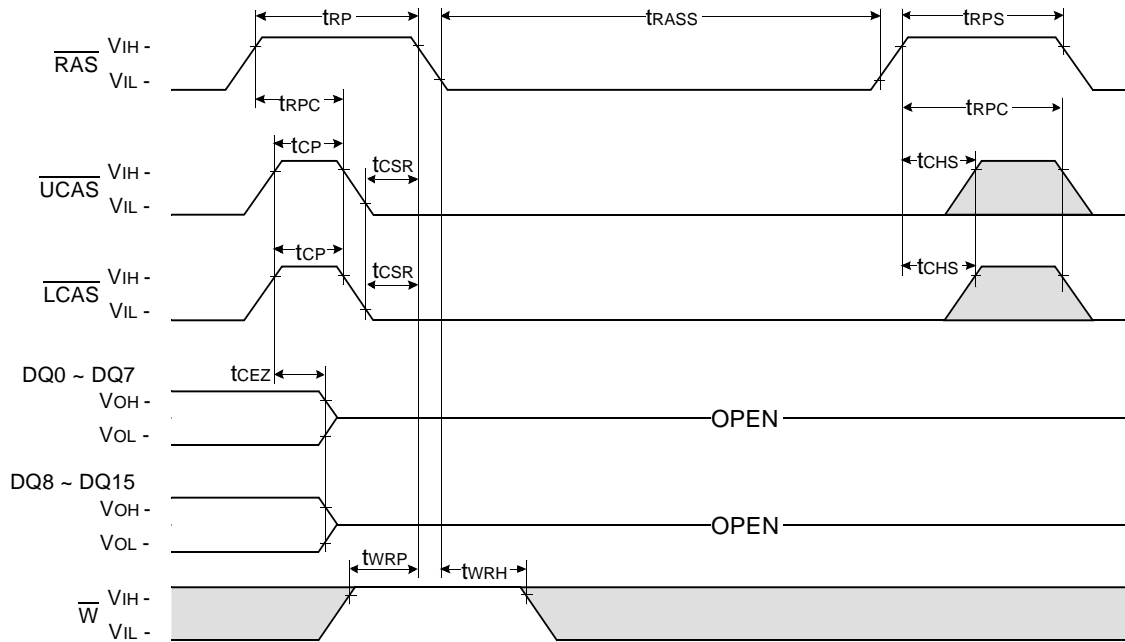 tRP
tRASS
tRPS
RAS
VIH -
VIL -
tRPC
tRPC
tCP
tCSR
tCHS
UCAS
VIH -
VIL -
tCP
tCSR
tCHS
LCAS
VIH -
VIL -
DQ0 ~ DQ7
tCEZ
VOH -
VOL -
OPEN
DQ8 ~ DQ15
VOH -
VOL -
OPEN
tWRP
tWRH
W
VIH -
VIL -